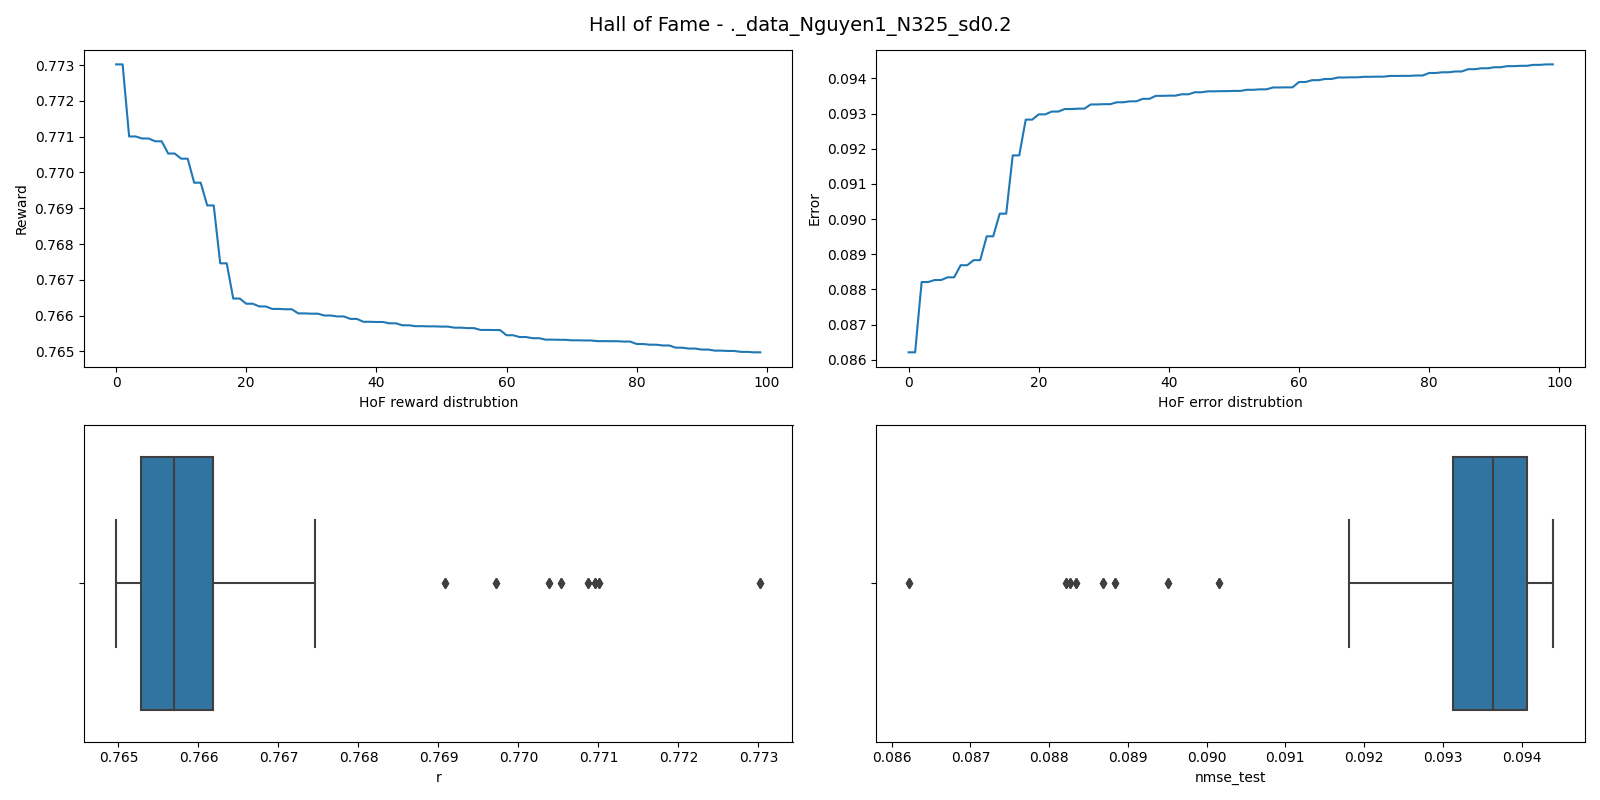 Hall of Fame - ._data_Nguyen1_N325_sd0.2
0.773
0.772
0.771
0.770
0.769
0.768
0.767
0.766
0.765
Reward
0 20 40 60 80 100
HoF reward distrubtion
0.094
0.093
0.092
0.091
0.090
0.089
0.088
0.087
0.086
Error
0 20 40 60 80 100
HoF error distrubtion
0.765 0.766 0.767 0.768 0.769 0.770 0.771 0.772 0.773
r
0.086 0.087 0.088 0.089 0.090 0.091 0.092 0.093 0.094
nmse_test